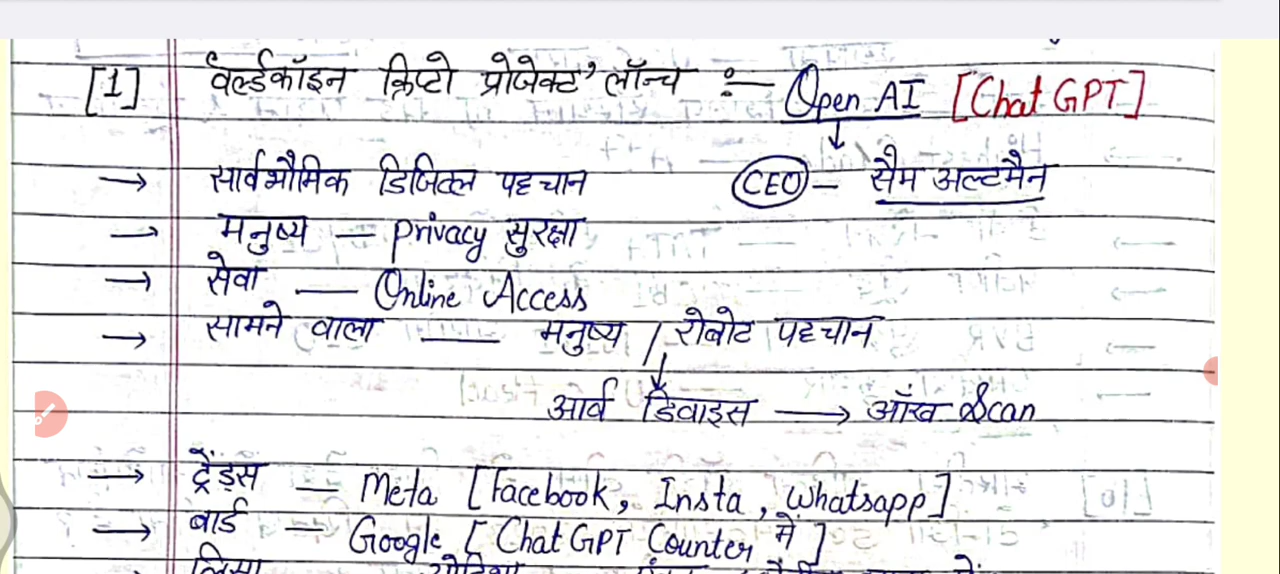 [1] वर्ल्डकॉइन क्रिप्टो प्रोजेक्ट' लॉन्च :- Open AI [Chat GPT]
→ सार्वभौमिक डिजिटल पहचान CEO – सैम अल्टमैन
→ मनुष्य — privacy सुरक्षा
→ सेवा — Online Access
→ सामने वाला — मनुष्य / रोबोट पहचान
आर्व डिवाइस → आँख Scan
→ ट्रेंड्स — Meta [Facebook, Insta, Whatsapp]
→ बार्ड — Google [Chat GPT Counter में]